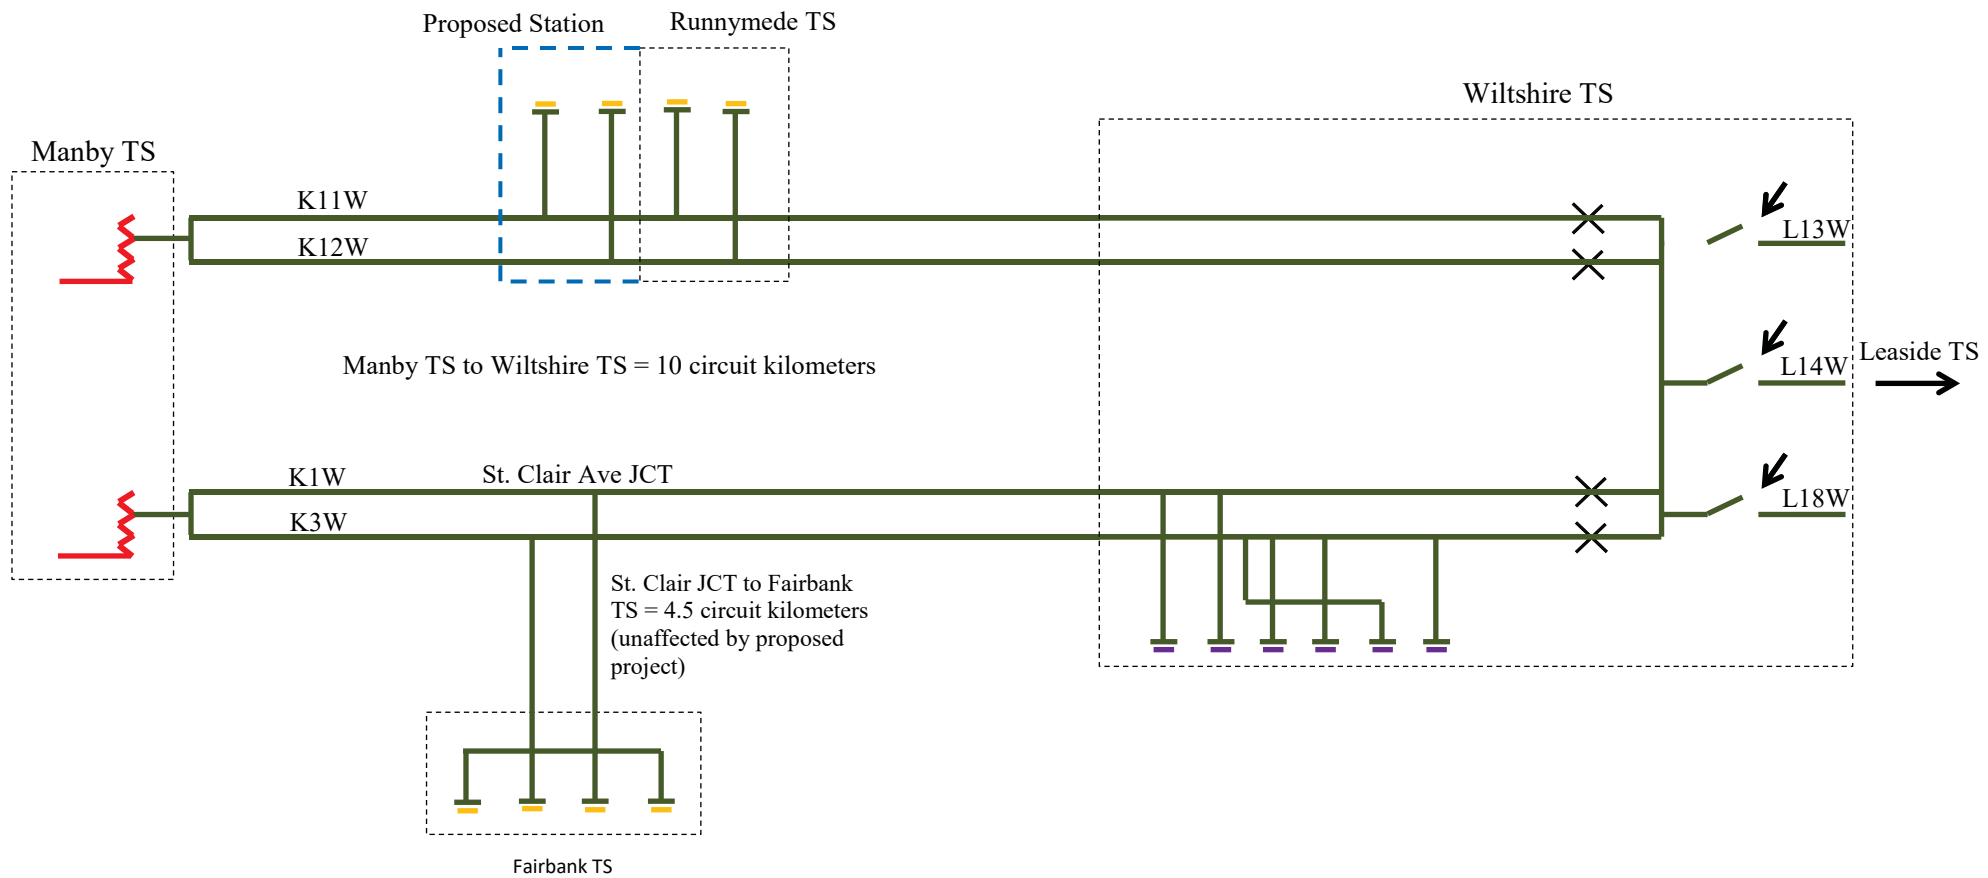 Proposed Station
Runnymede TS
Wiltshire TS
Manby TS
K11W
K12W
L13W
Manby TS to Wiltshire TS = 10 circuit kilometers
L14W
Leaside TS
K1W
St. Clair Ave JCT
K3W
L18W
St. Clair JCT to Fairbank
TS = 4.5 circuit kilometers
(unaffected by proposed
project)
Fairbank TS